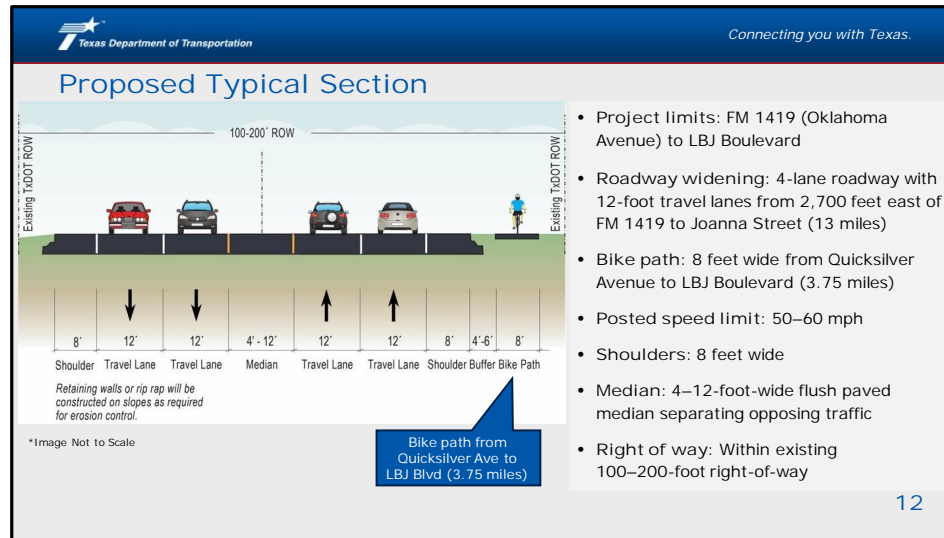 Texas Department of Transportation
Connecting you with Texas.
Proposed Typical Section
100-200' ROW
Existing TxDOT ROW
Existing TxDOT ROW
8' 12' 12' 4' - 12' 12' 12' 8' 4'-6' 8'
Shoulder Travel Lane Travel Lane Median Travel Lane Travel Lane Shoulder Buffer Bike Path
Retaining walls or rip rap will be
constructed on slopes as required
for erosion control.
*Image Not to Scale
Bike path from
Quicksilver Ave to
LBJ Blvd (3.75 miles)
• Project limits: FM 1419 (Oklahoma
Avenue) to LBJ Boulevard
• Roadway widening: 4-lane roadway with
12-foot travel lanes from 2,700 feet east of
FM 1419 to Joanna Street (13 miles)
• Bike path: 8 feet wide from Quicksilver
Avenue to LBJ Boulevard (3.75 miles)
• Posted speed limit: 50–60 mph
• Shoulders: 8 feet wide
• Median: 4–12-foot-wide flush paved
median separating opposing traffic
• Right of way: Within existing
100–200-foot right-of-way
12